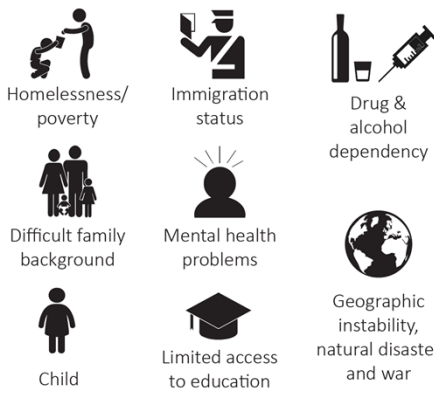 Homelessness/
poverty
Immigration
status
Drug &
alcohol
dependency
Difficult family
background
Mental health
problems
Geographic
instability,
natural disaste
and war
Child
Limited access
to education